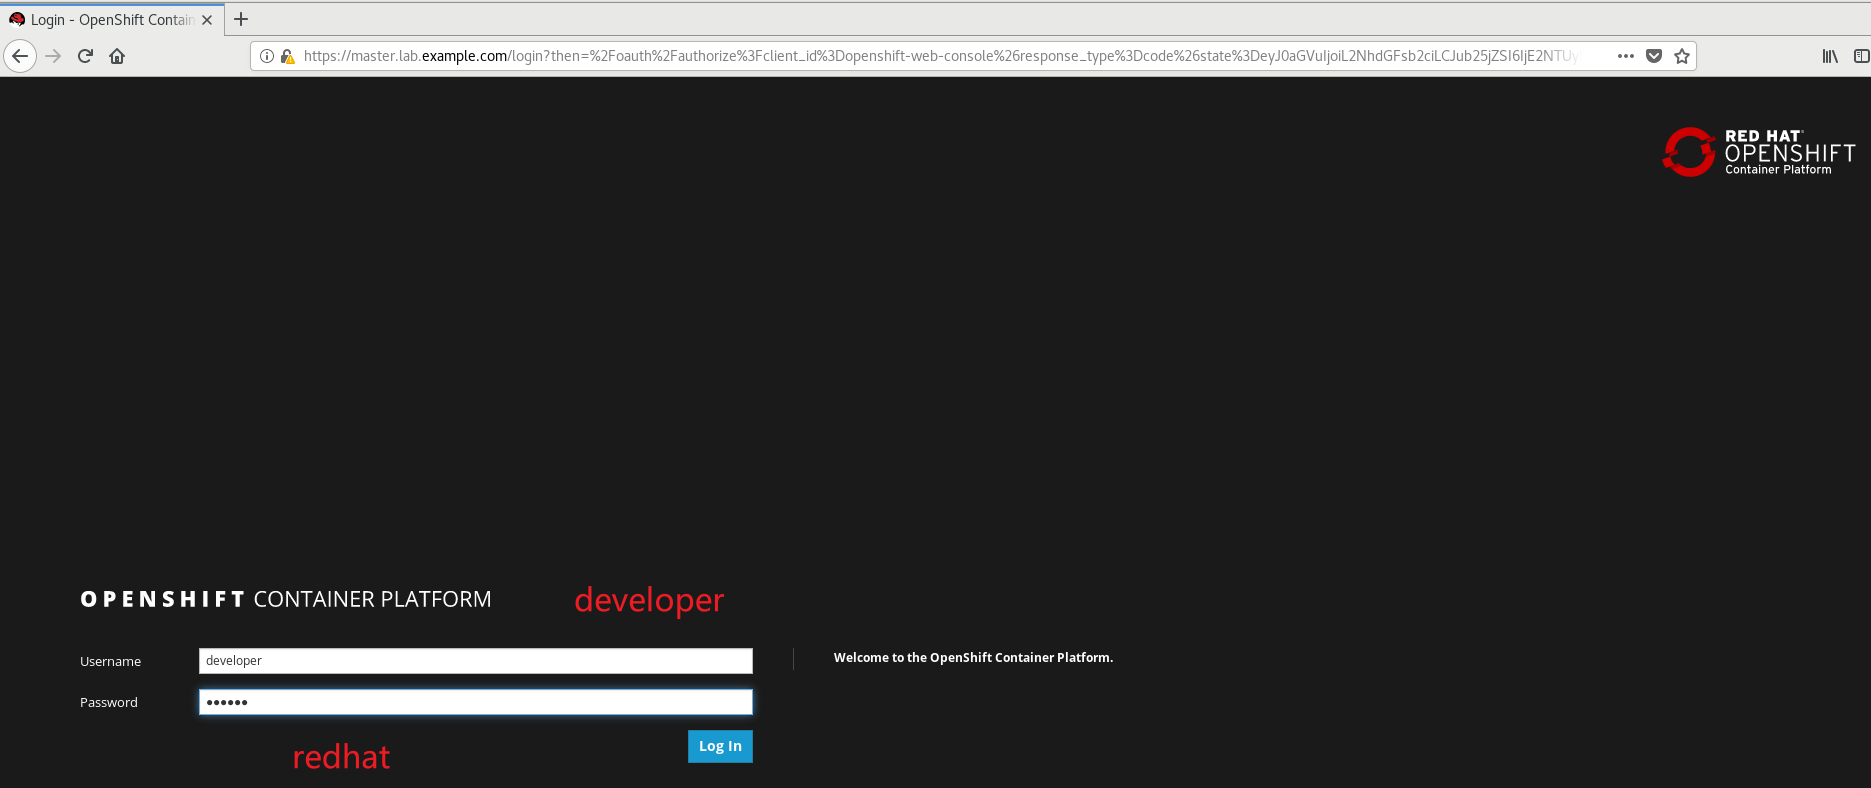 Login - OpenShift Contain
https://master.lab.example.com/login?then=%2Foauth%2Fauthorize%3Fclient_id%3Dopenshift-web-console%26response_type%3Dcode%26state%3DeyJ0aGVuIjoiL2NhdGFsb2ciLCJub25jZSI6IjE2NTUy
RED HAT
OPENSHIFT
Container Platform
OPENSHIFT CONTAINER PLATFORM
developer
Username
developer
Welcome to the OpenShift Container Platform.
Password
••••••
Log In
redhat